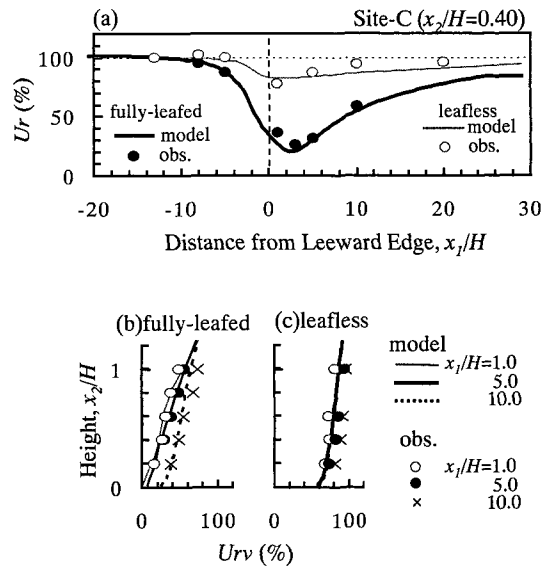 (a) Site-C (x2/H=0.40)
100
50
0
Ur (%)
fully-leafed
model
obs.
leafless
model
obs.
-20 -10 0 10 20 30
Distance from Leeward Edge, x1/H
(b)fully-leafed (c)leafless
1
0
Height, x2/H
0 100 0 100
Urv (%)
model
x1/H=1.0
5.0
10.0
obs.
x1/H=1.0
5.0
10.0